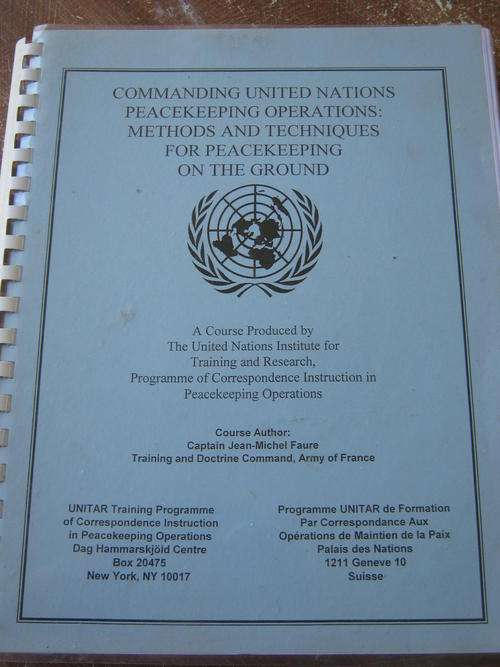 COMMANDING UNITED NATIONS
PEACEKEEPING OPERATIONS:
METHODS AND TECHNIQUES
FOR PEACEKEEPING
ON THE GROUND
A Course Produced by
The United Nations Institute for
Training and Research,
Programme of Correspondence Instruction in
Peacekeeping Operations
Course Author:
Captain Jean-Michel Faure
Training and Doctrine Command, Army of France
UNITAR Training Programme
of Correspondence Instruction
in Peacekeeping Operations
Dag Hammarskjöld Centre
Box 20475
New York, NY 10017
Programme UNITAR de Formation
Par Correspondance Aux
Opérations de Maintien de la Paix
Palais des Nations
1211 Geneve 10
Suisse